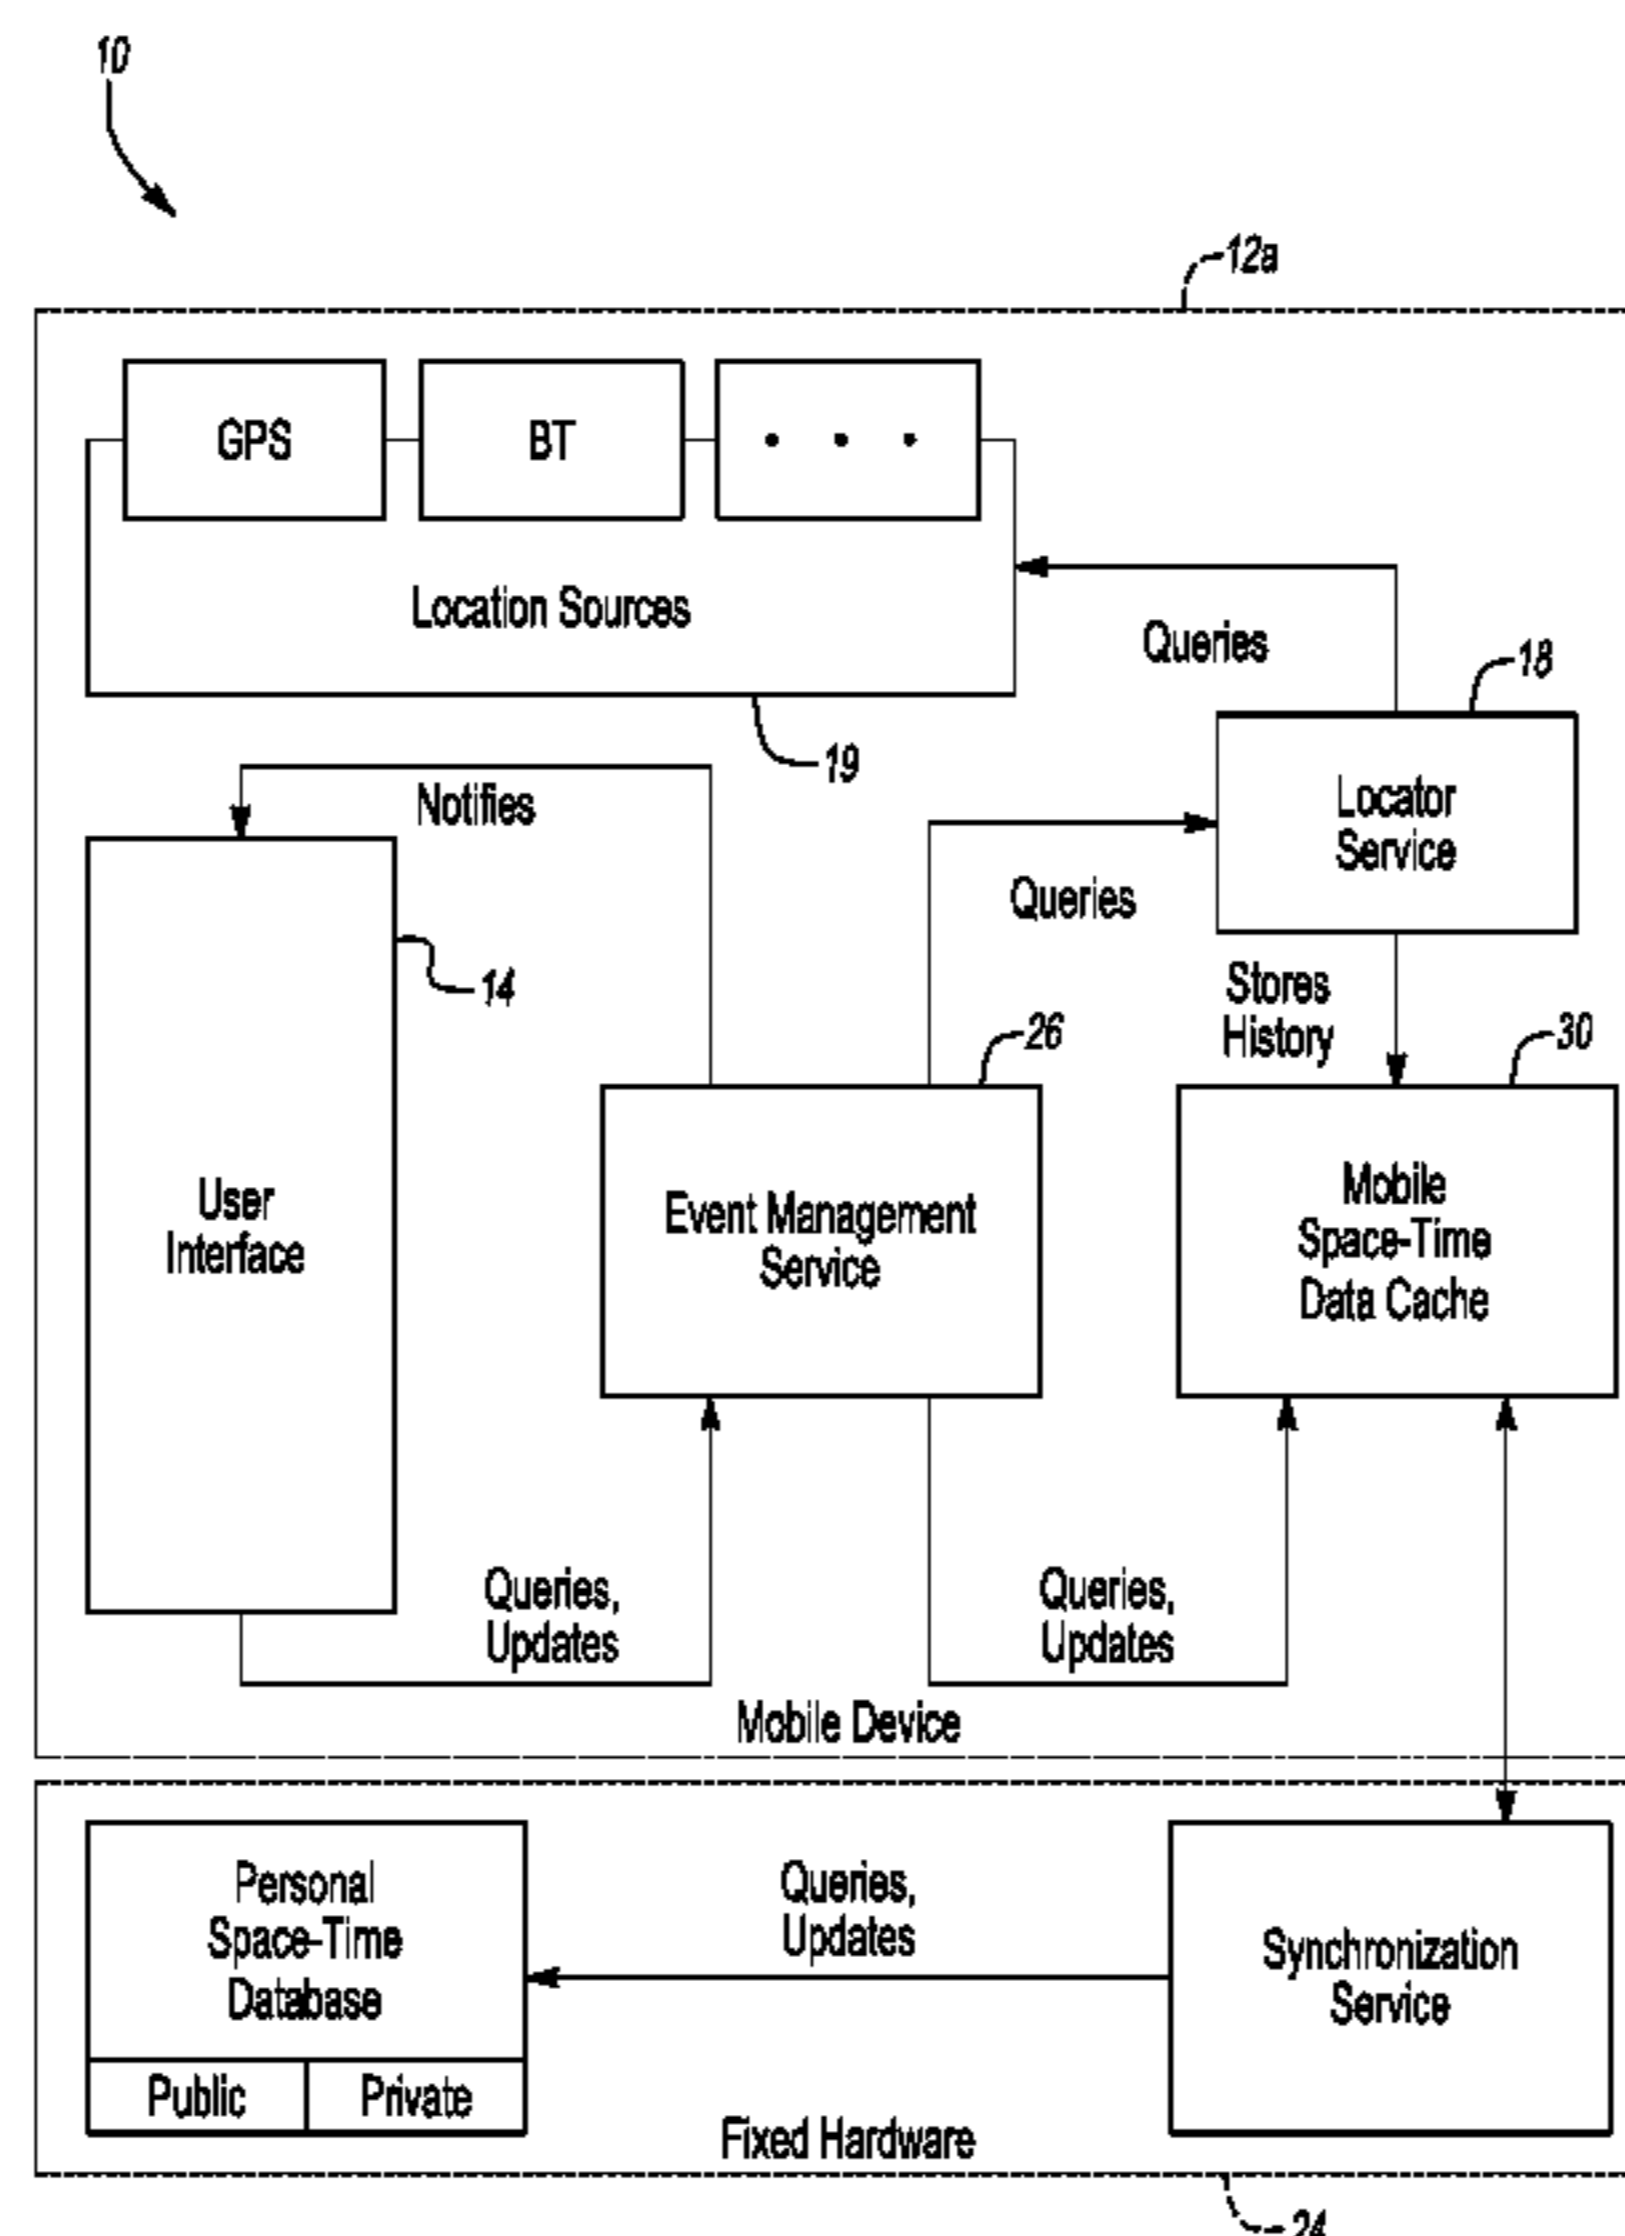 10
12a
GPS
BT
• • •
Location Sources
Queries
18
19
Notifies
Locator
Service
Queries
14
Stores
History
26
30
User
Interface
Event Management
Service
Mobile
Space-Time
Data Cache
Queries,
Updates
Queries,
Updates
Mobile Device
Personal
Space-Time
Database
Queries,
Updates
Synchronization
Service
Public
Private
Fixed Hardware
24